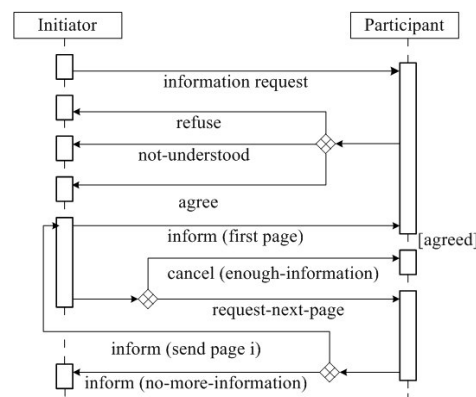 Initiator
Participant
information request
refuse
not-understood
agree
inform (first page)
[agreed]
cancel (enough-information)
request-next-page
inform (send page i)
inform (no-more-information)